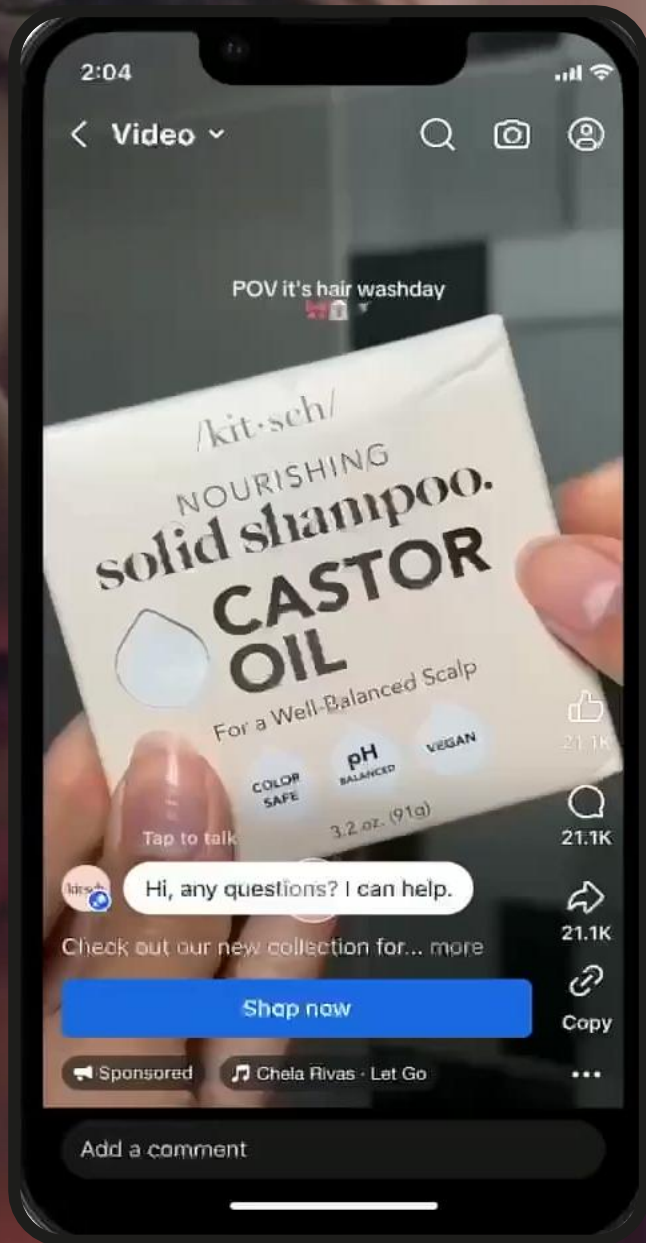 2:04
Video
POV it's hair washday
/kit·sch/
NOURISHING
solid shampoo.
CASTOR
OIL
For a Well-Balanced Scalp
COLOR
SAFE
pH
BALANCED
VEGAN
3.2 oz. (91g)
21.1K
Tap to talk
21.1K
kitsch
Hi, any questions? I can help.
21.1K
Check out our new collection for... more
Shop now
Copy
Sponsored
Chela Rivas · Let Go
Add a comment